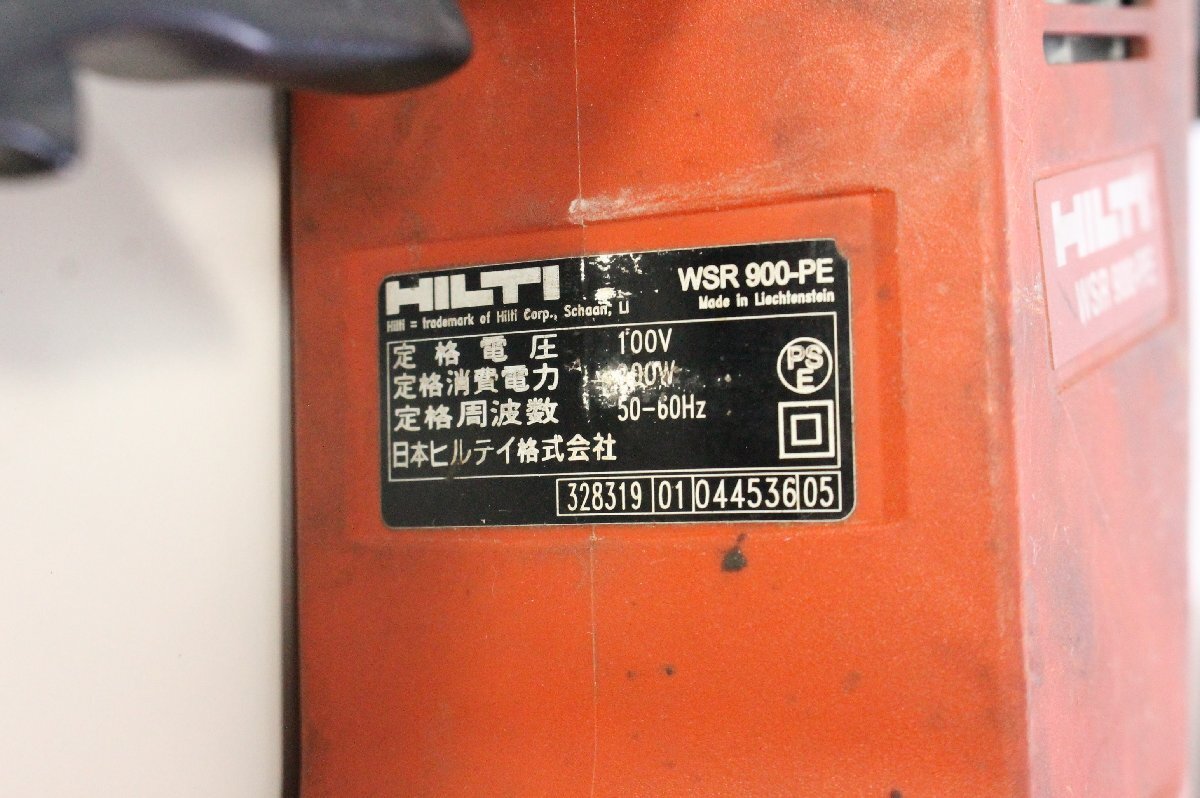 HILTI
WSR 900-PE
Hilti = trademark of Hilti Corp., Schaan, LI
Made in Liechtenstein
定格電圧 100V
定格消費電力
定格周波数 50-60Hz
PSE
日本ヒルテイ株式会社
328319 01 044536 05
HILTI
WSR 900-PE